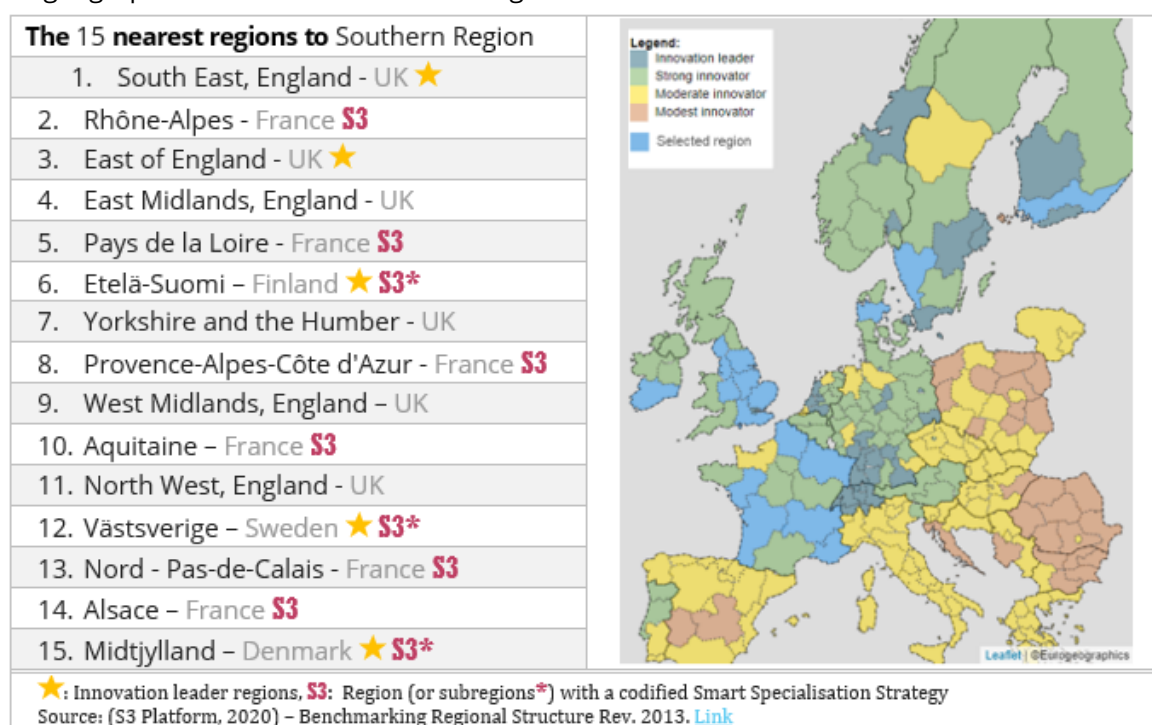 The 15 nearest regions to Southern Region
1. South East, England - UK ★
2. Rhône-Alpes - France S3
3. East of England - UK ★
4. East Midlands, England - UK
5. Pays de la Loire - France S3
6. Etelä-Suomi – Finland ★ S3*
7. Yorkshire and the Humber - UK
8. Provence-Alpes-Côte d'Azur - France S3
9. West Midlands, England – UK
10. Aquitaine – France S3
11. North West, England - UK
12. Västsverige – Sweden ★ S3*
13. Nord - Pas-de-Calais - France S3
14. Alsace – France S3
15. Midtjylland – Denmark ★ S3*
Legend:
Innovation leader
Strong innovator
Moderate innovator
Modest innovator
Selected region
Leaflet | ©Eurogeographics
★: Innovation leader regions, S3: Region (or subregions*) with a codified Smart Specialisation Strategy
Source: (S3 Platform, 2020) – Benchmarking Regional Structure Rev. 2013. Link